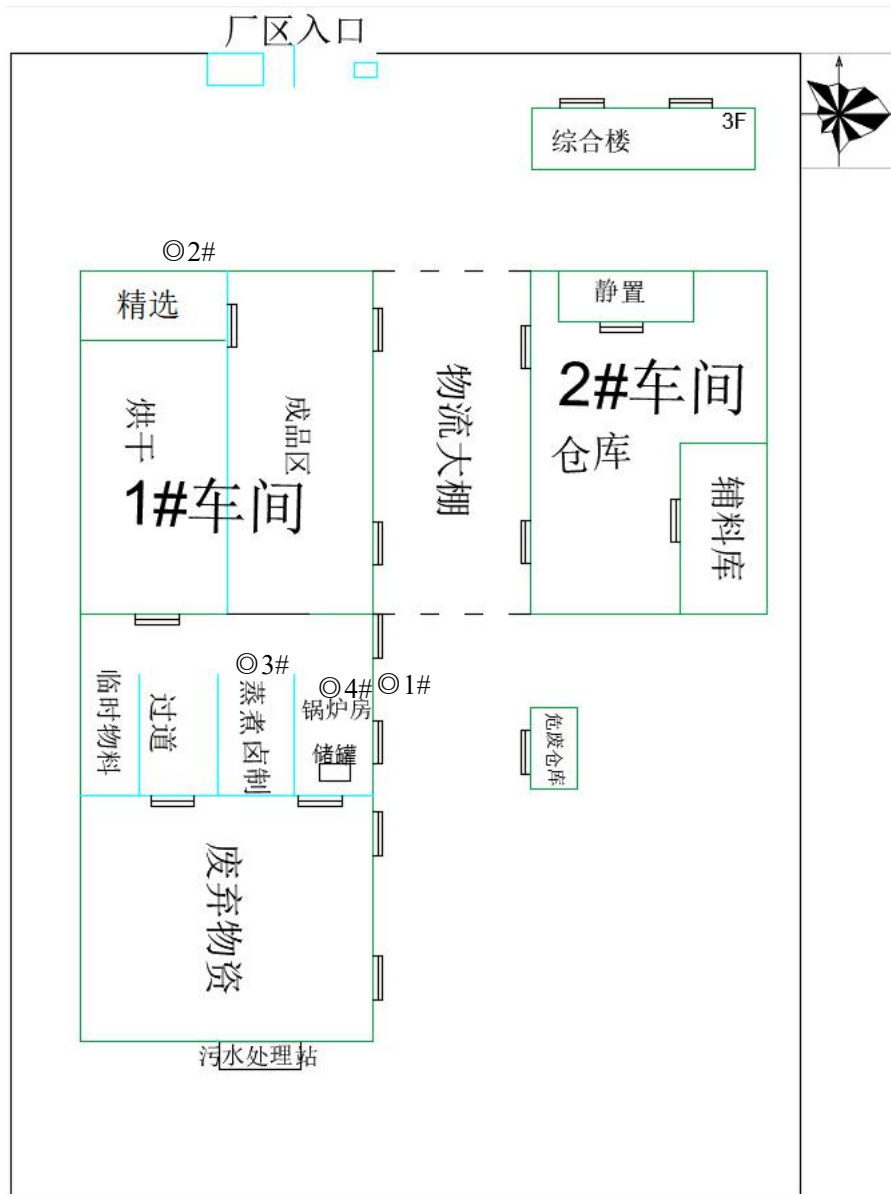 厂区入口
3F
综合楼
◎2#
精选
静置
烘干
成品区
物流大棚
2#车间
仓库
1#车间
辅料库
◎3#
◎4#
◎1#
临时物料
过道
蒸煮卤制
锅炉房
储罐
危废仓库
废弃物资
污水处理站